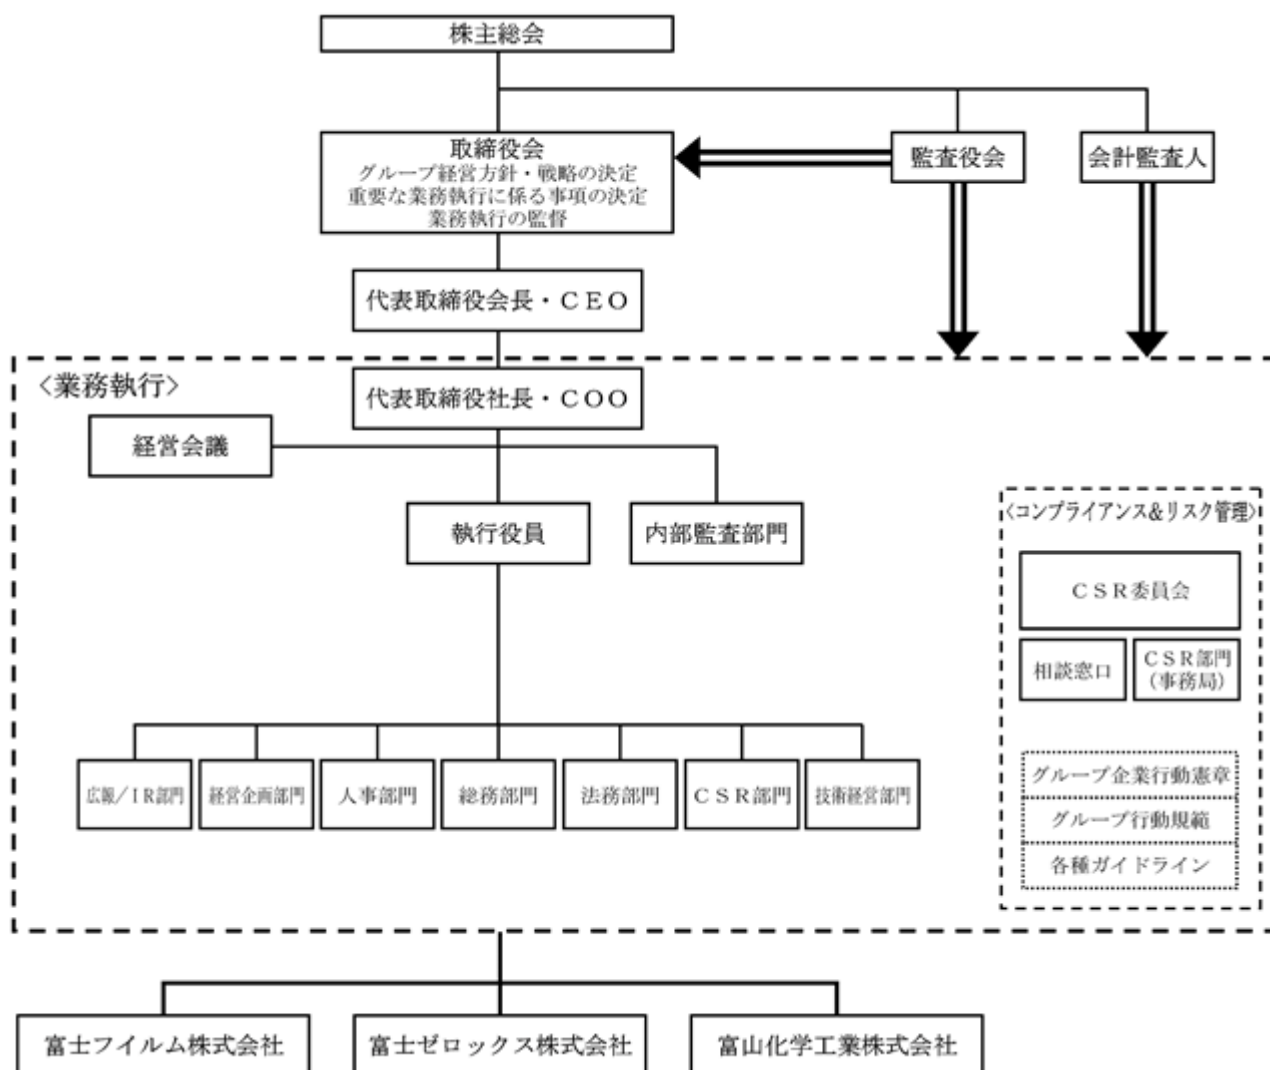 株主総会
取締役会
グループ経営方針・戦略の決定
重要な業務執行に係る事項の決定
業務執行の監督
監査役会
会計監査人
代表取締役会長・ＣＥＯ
〈業務執行〉
代表取締役社長・ＣＯＯ
経営会議
執行役員
内部監査部門
〈コンプライアンス＆リスク管理〉
ＣＳＲ委員会
相談窓口
ＣＳＲ部門
（事務局）
広報／ＩＲ部門
経営企画部門
人事部門
総務部門
法務部門
ＣＳＲ部門
技術経営部門
グループ企業行動憲章
グループ行動規範
各種ガイドライン
富士フイルム株式会社
富士ゼロックス株式会社
富山化学工業株式会社